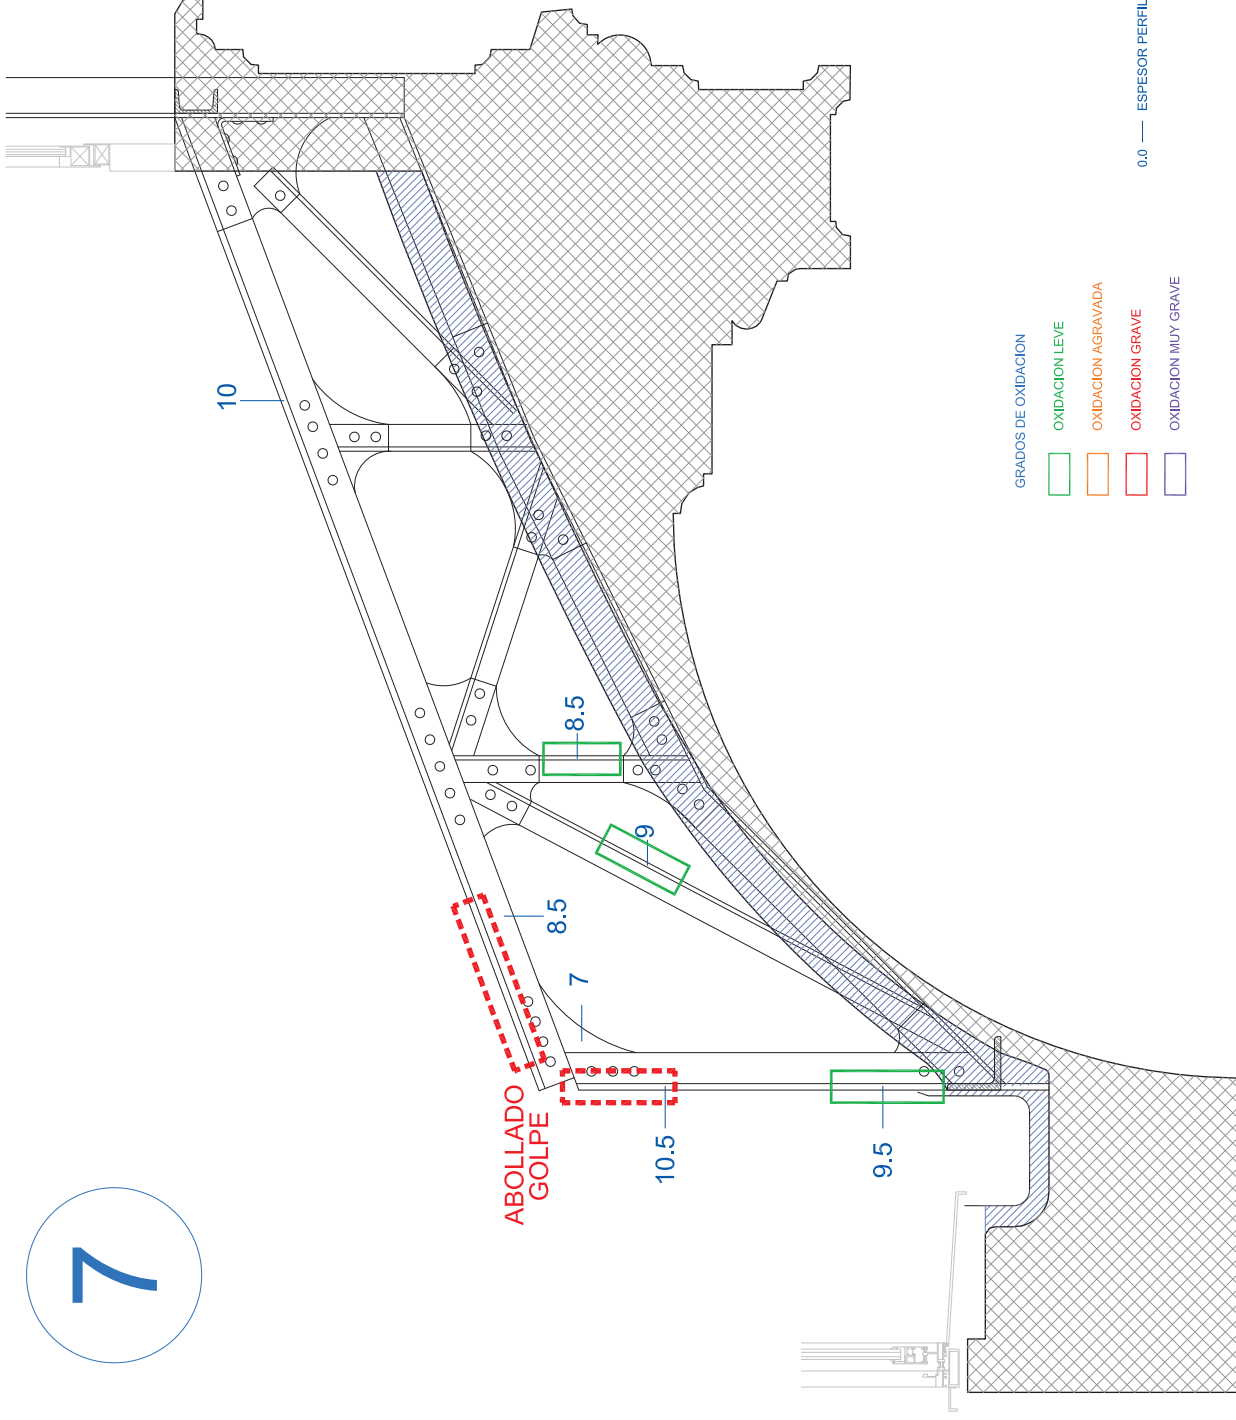 7
ABOLLADO
GOLPE
10
8.5
9
8.5
7
10.5
9.5
GRADOS DE OXIDACION
OXIDACION LEVE
OXIDACION AGRAVADA
OXIDACION GRAVE
OXIDACION MUY GRAVE
0.0 — ESPESOR PERFIL